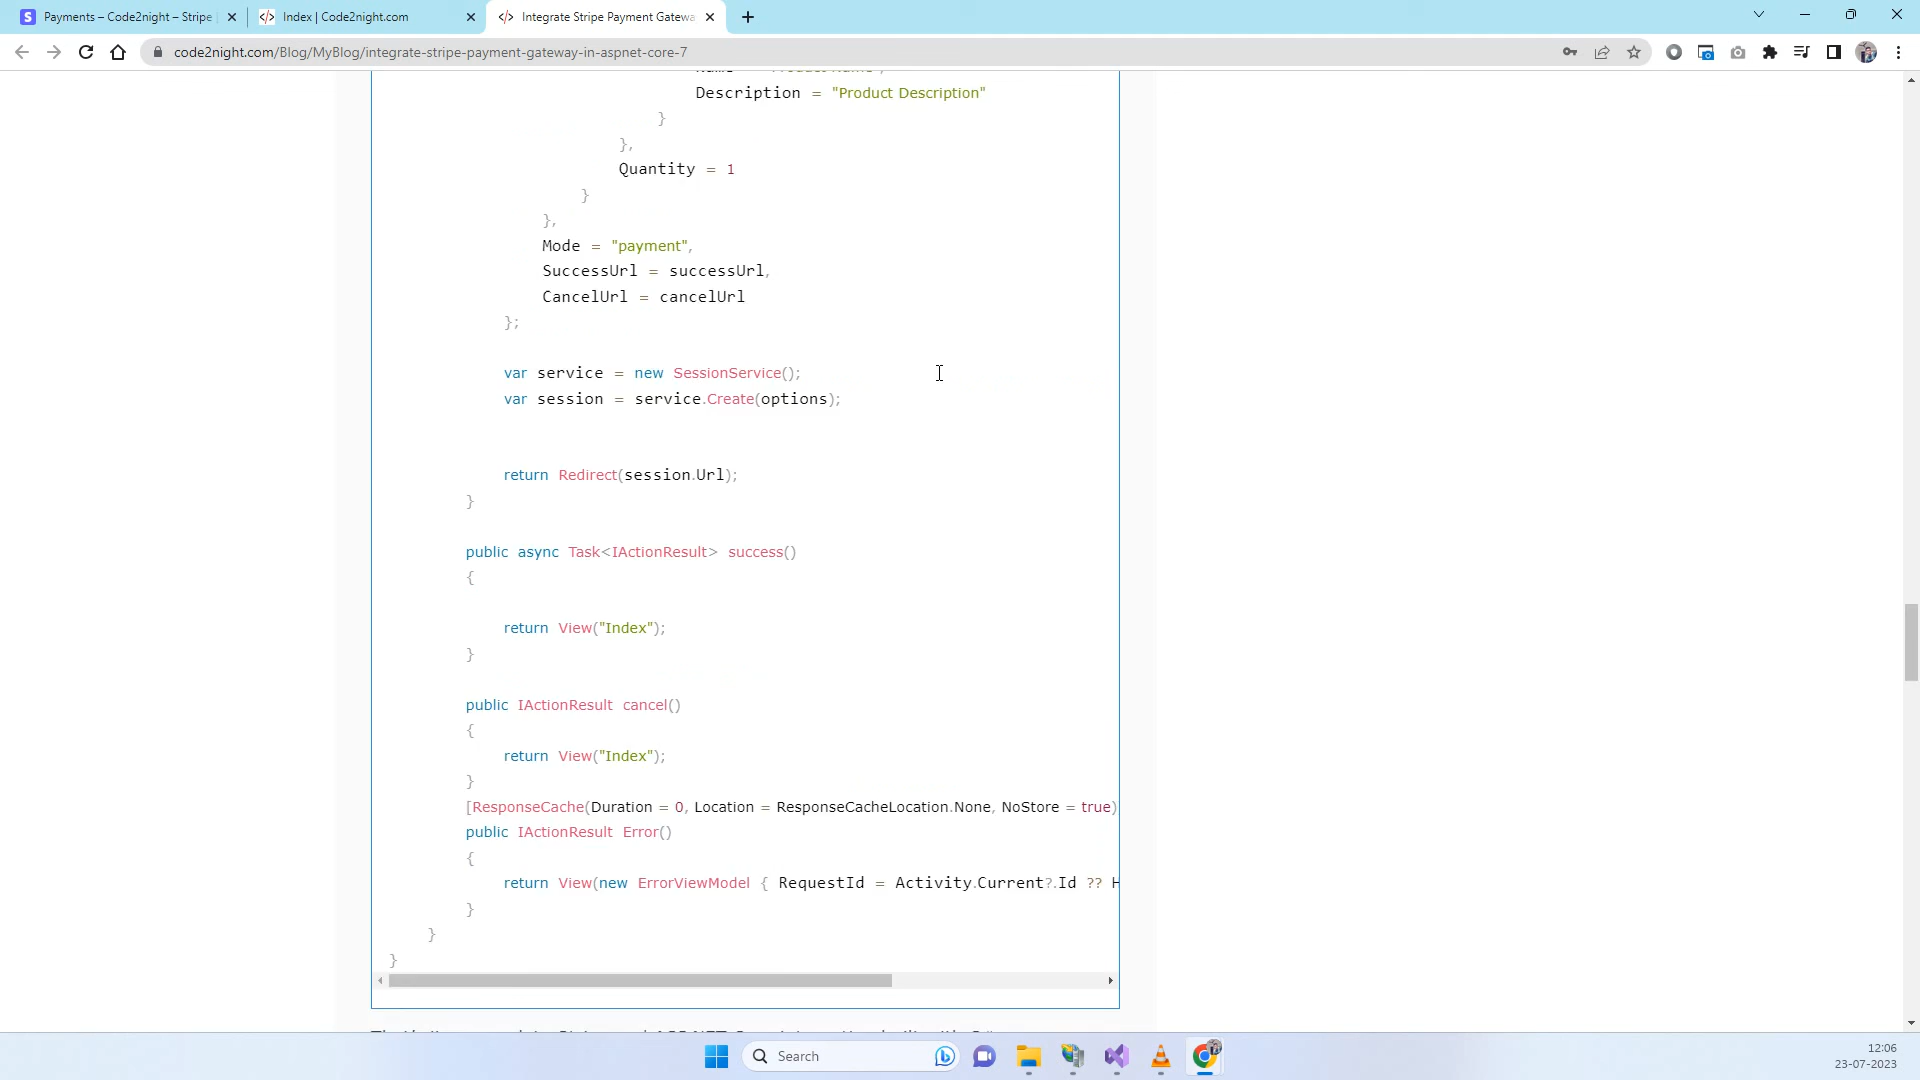 Payments – Code2night – Stripe
Index | Code2night.com
Integrate Stripe Payment Gatewa
code2night.com/Blog/MyBlog/integrate-stripe-payment-gateway-in-aspnet-core-7
Description = "Product Description"
}
},
Quantity = 1
}
},
Mode = "payment",
SuccessUrl = successUrl,
CancelUrl = cancelUrl
};
var service = new SessionService();
var session = service.Create(options);
return Redirect(session.Url);
}
public async Task<IActionResult> success()
{
return View("Index");
}
public IActionResult cancel()
{
return View("Index");
}
[ResponseCache(Duration = 0, Location = ResponseCacheLocation.None, NoStore = true)
public IActionResult Error()
{
return View(new ErrorViewModel { RequestId = Activity.Current?.Id ?? H
}
}
}
Search
12:06
23-07-2023